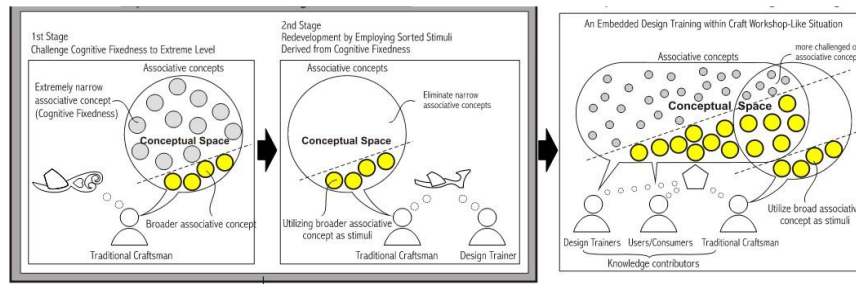 1st Stage
Challenge Cognitive Fixedness to Extreme Level
Associative concepts
Extremely narrow
associative concept
(Cognitive Fixedness)
Conceptual Space
Broader associative concept
Traditional Craftsman
2nd Stage
Redevelopment by Employing Sorted Stimuli
Derived from Cognitive Fixedness
Associative concepts
Eliminate narrow
associative concepts
Conceptual Space
Utilizing broader associative
concept as stimuli
Traditional Craftsman
Design Trainer
An Embedded Design Training within Craft Workshop-Like Situation
Associative concepts
more challenged o
associative concep
Conceptual Space
Utilize broad associativ
concept as stimuli
Design Trainers
Users/Consumers
Traditional Craftsman
Knowledge contributors